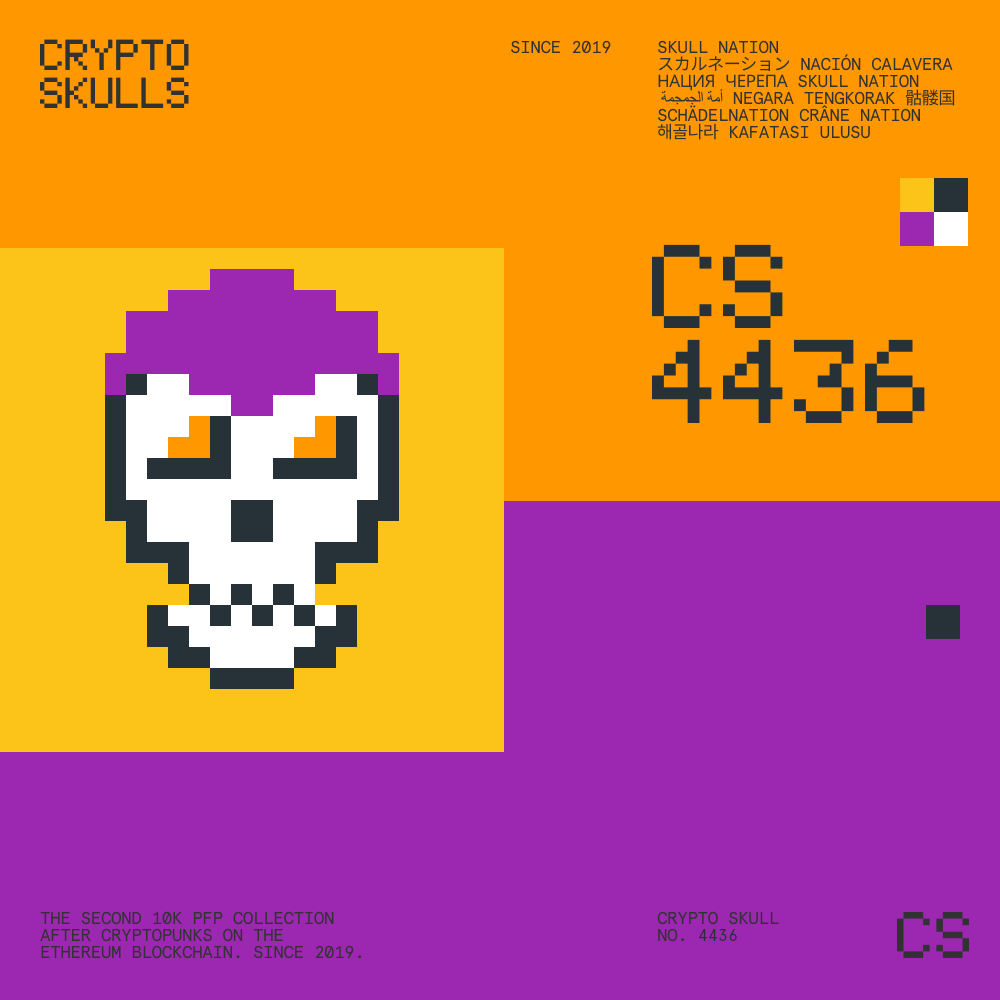 CRYPTO
SKULLS
SINCE 2019
SKULL NATION
スカルネーション NACIÓN CALAVERA
НАЦИЯ ЧЕРЕПА SKULL NATION
أمة الجمجمة NEGARA TENGKORAK 骷髅国
SCHÄDELNATION CRÂNE NATION
해골나라 KAFATASI ULUSU
CS
4436
THE SECOND 10K PFP COLLECTION
AFTER CRYPTOPUNKS ON THE
ETHEREUM BLOCKCHAIN. SINCE 2019.
CRYPTO SKULL
NO. 4436
CS